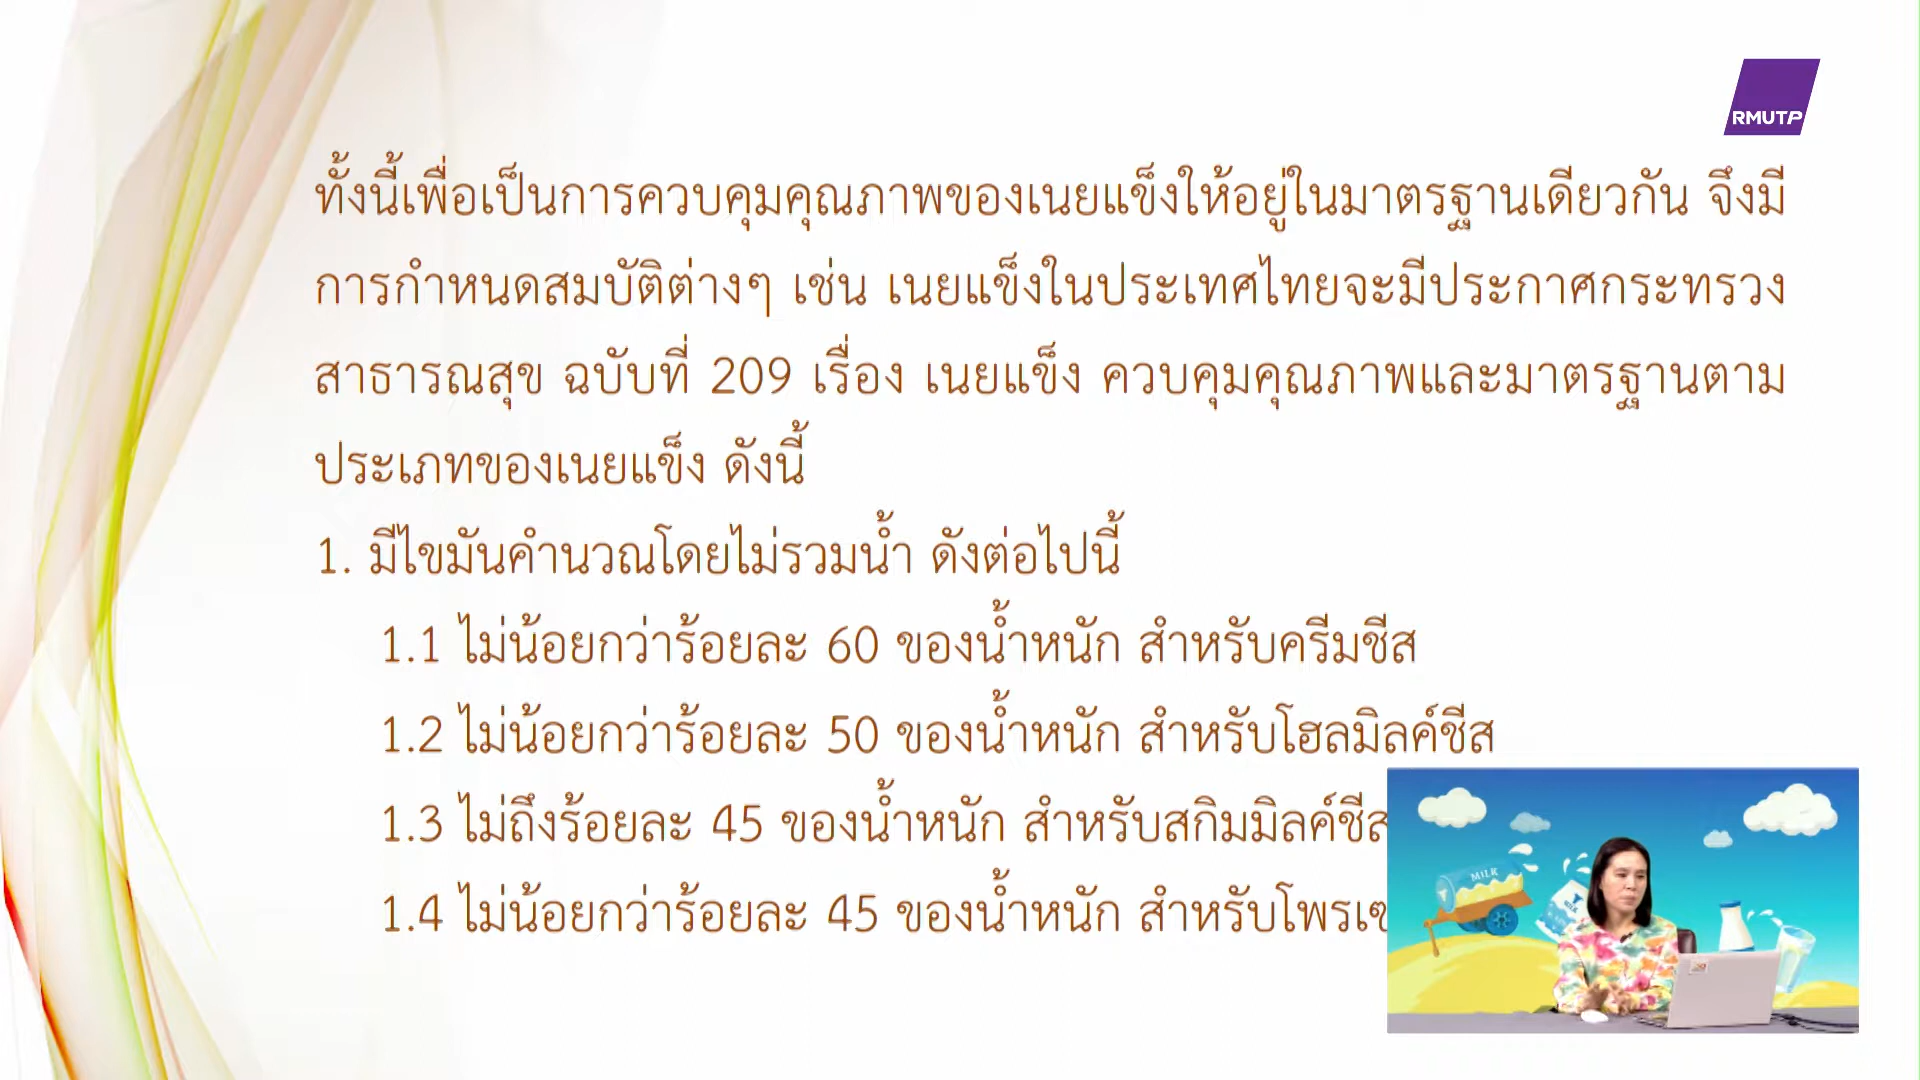 RMUTP
ทั้งนี้เพื่อเป็นการควบคุมคุณภาพของเนยแข็งให้อยู่ในมาตรฐานเดียวกัน จึงมี
การกำหนดสมบัติต่างๆ เช่น เนยแข็งในประเทศไทยจะมีประกาศกระทรวง
สาธารณสุข ฉบับที่ 209 เรื่อง เนยแข็ง ควบคุมคุณภาพและมาตรฐานตาม
ประเภทของเนยแข็ง ดังนี้
1. มีไขมันคำนวณโดยไม่รวมน้ำ ดังต่อไปนี้
1.1 ไม่น้อยกว่าร้อยละ 60 ของน้ำหนัก สำหรับครีมชีส
1.2 ไม่น้อยกว่าร้อยละ 50 ของน้ำหนัก สำหรับโฮลมิลค์ชีส
1.3 ไม่ถึงร้อยละ 45 ของน้ำหนัก สำหรับสกิมมิลค์ชีส
1.4 ไม่น้อยกว่าร้อยละ 45 ของน้ำหนัก สำหรับโพรเซ
MILK